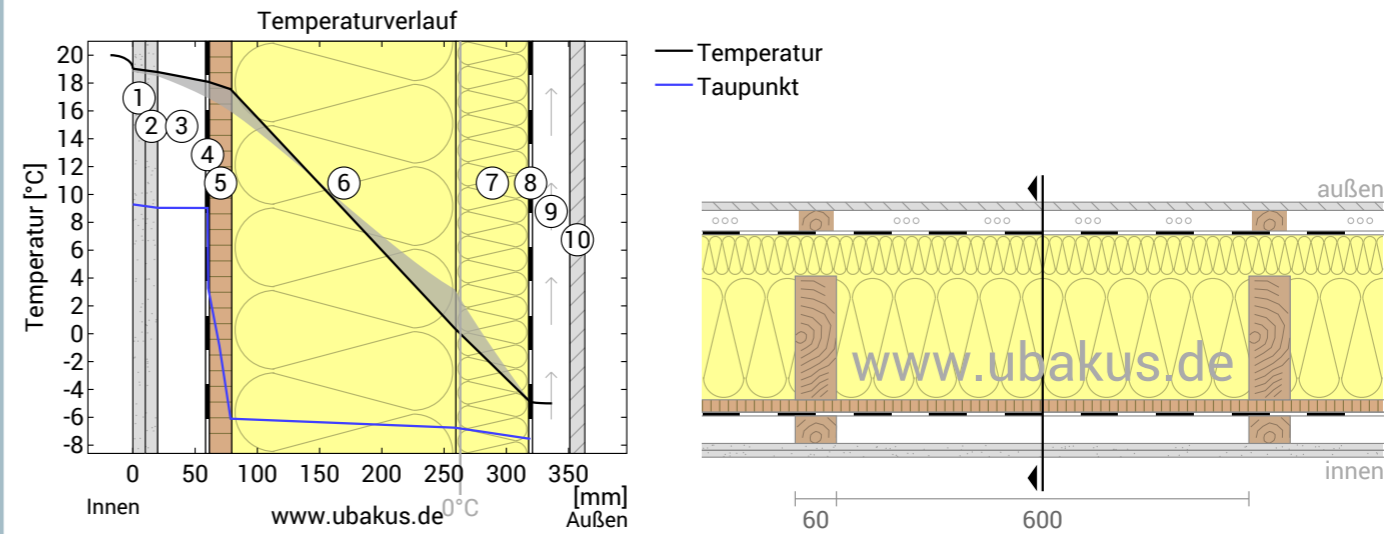 Temperaturverlauf
20
18
16
14
12
10
8
6
4
2
0
-2
-4
-6
-8
Temperatur [°C]
1
2
3
4
5
6
7
8
9
10
0 50 100 150 200 250 300 350
[mm]
Innen
www.ubakus.de
0°C
Außen
Temperatur
Taupunkt
außen
www.ubakus.de
innen
60
600